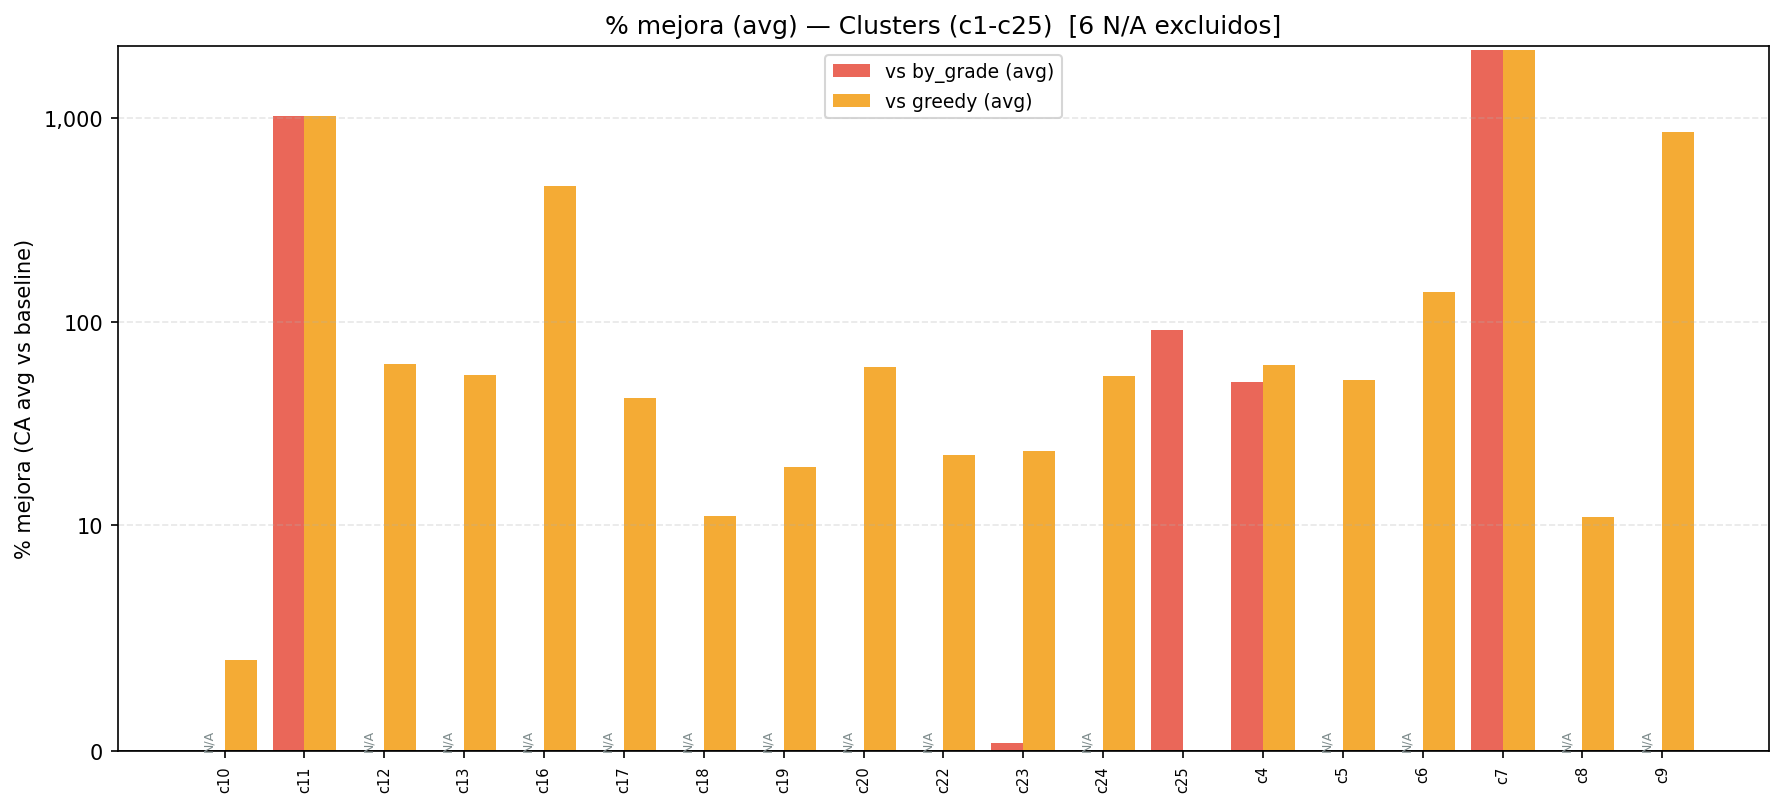 % mejora (avg) — Clusters (c1-c25)  [6 N/A excluidos]
vs by_grade (avg)
vs greedy (avg)
% mejora (CA avg vs baseline)
1,000
100
10
0
N/A
N/A
N/A
N/A
N/A
N/A
N/A
N/A
N/A
N/A
N/A
N/A
N/A
N/A
c10
c11
c12
c13
c16
c17
c18
c19
c20
c22
c23
c24
c25
c4
c5
c6
c7
c8
c9